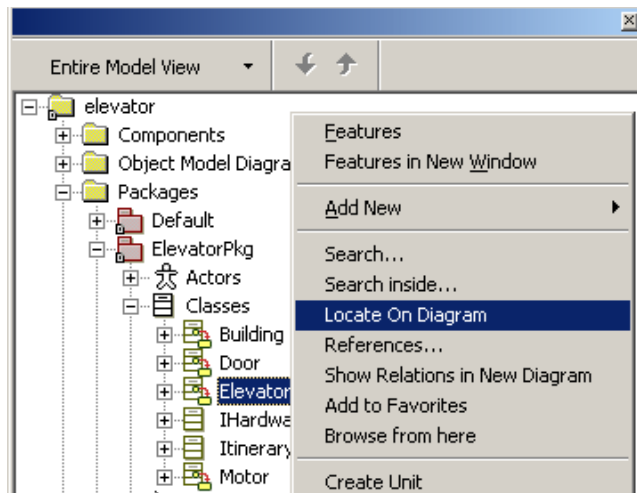 Entire Model View
elevator
Components
Object Model Diagra
Packages
Default
ElevatorPkg
Actors
Classes
Building
Door
Elevator
IHardwa
Itinerary
Motor
Features
Features in New Window
Add New
Search...
Search inside...
Locate On Diagram
References...
Show Relations in New Diagram
Add to Favorites
Browse from here
Create Unit